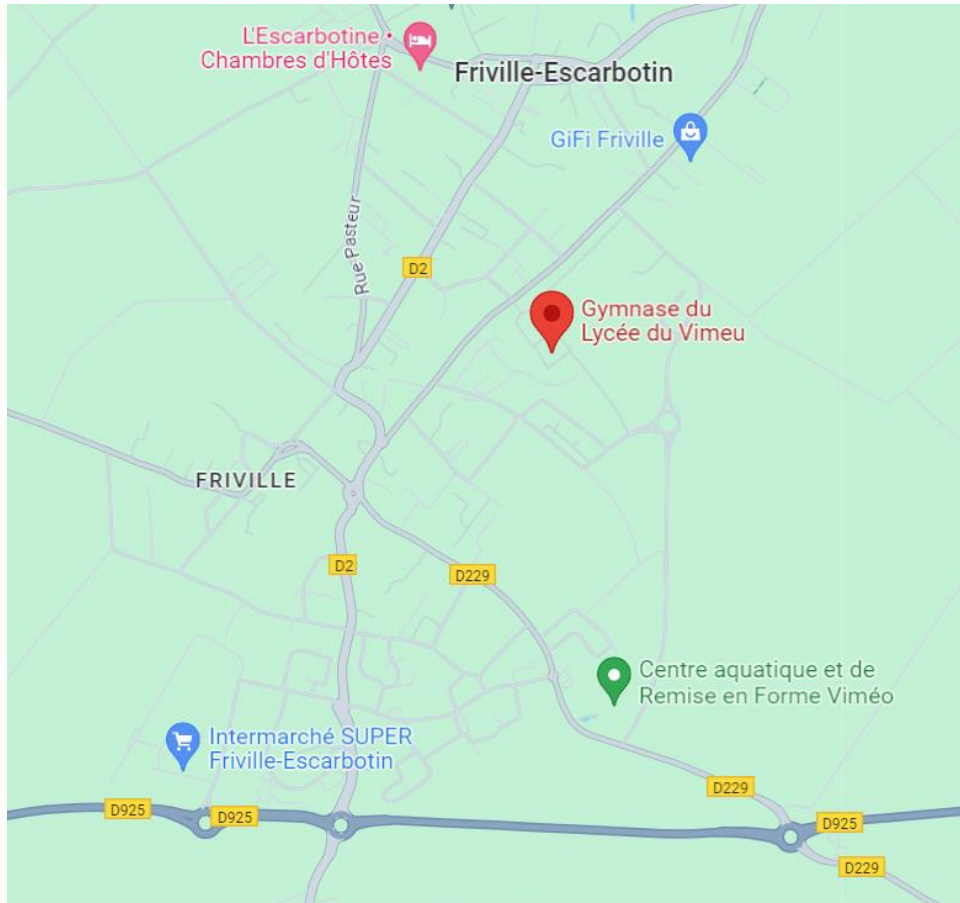 L'Escarbotine
Chambres d'Hôtes
Friville-Escarbotin
GiFi Friville
Rue Pasteur
D2
Gymnase du
Lycée du Vimeu
FRIVILLE
D2
D229
Centre aquatique et de
Remise en Forme Viméo
Intermarché SUPER
Friville-Escarbotin
D229
D925
D925
D925
D229